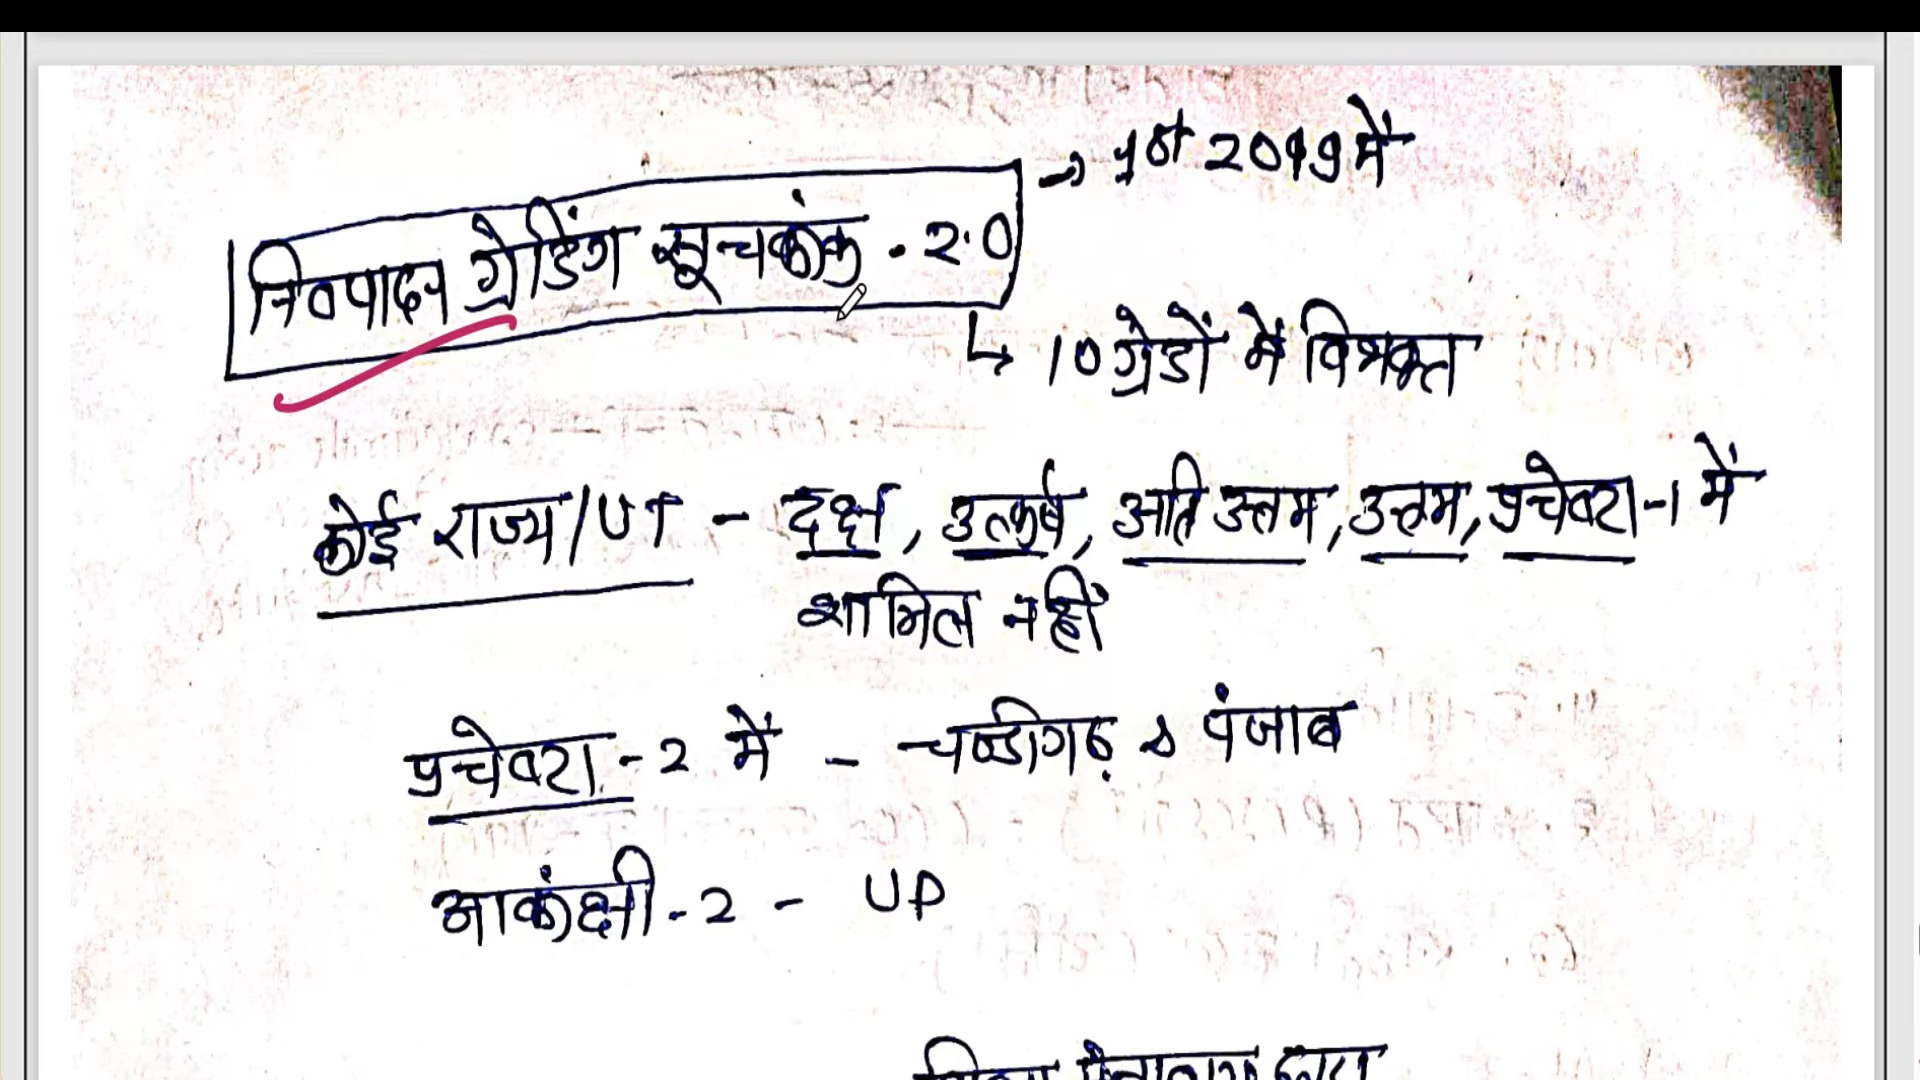 → 1st 2019 में
निष्पादन ग्रेडिंग सूचकांक - 2.0
↳ 10 ग्रेडों में विभक्त
कोई राज्य/UT - दक्ष, उत्कर्ष, अति उत्तम, उत्तम, प्रचेष्टा-1 में
शामिल नहीं
प्रचेष्टा-2 में - चण्डीगढ़ व पंजाब
आकंक्षी-2 - UP